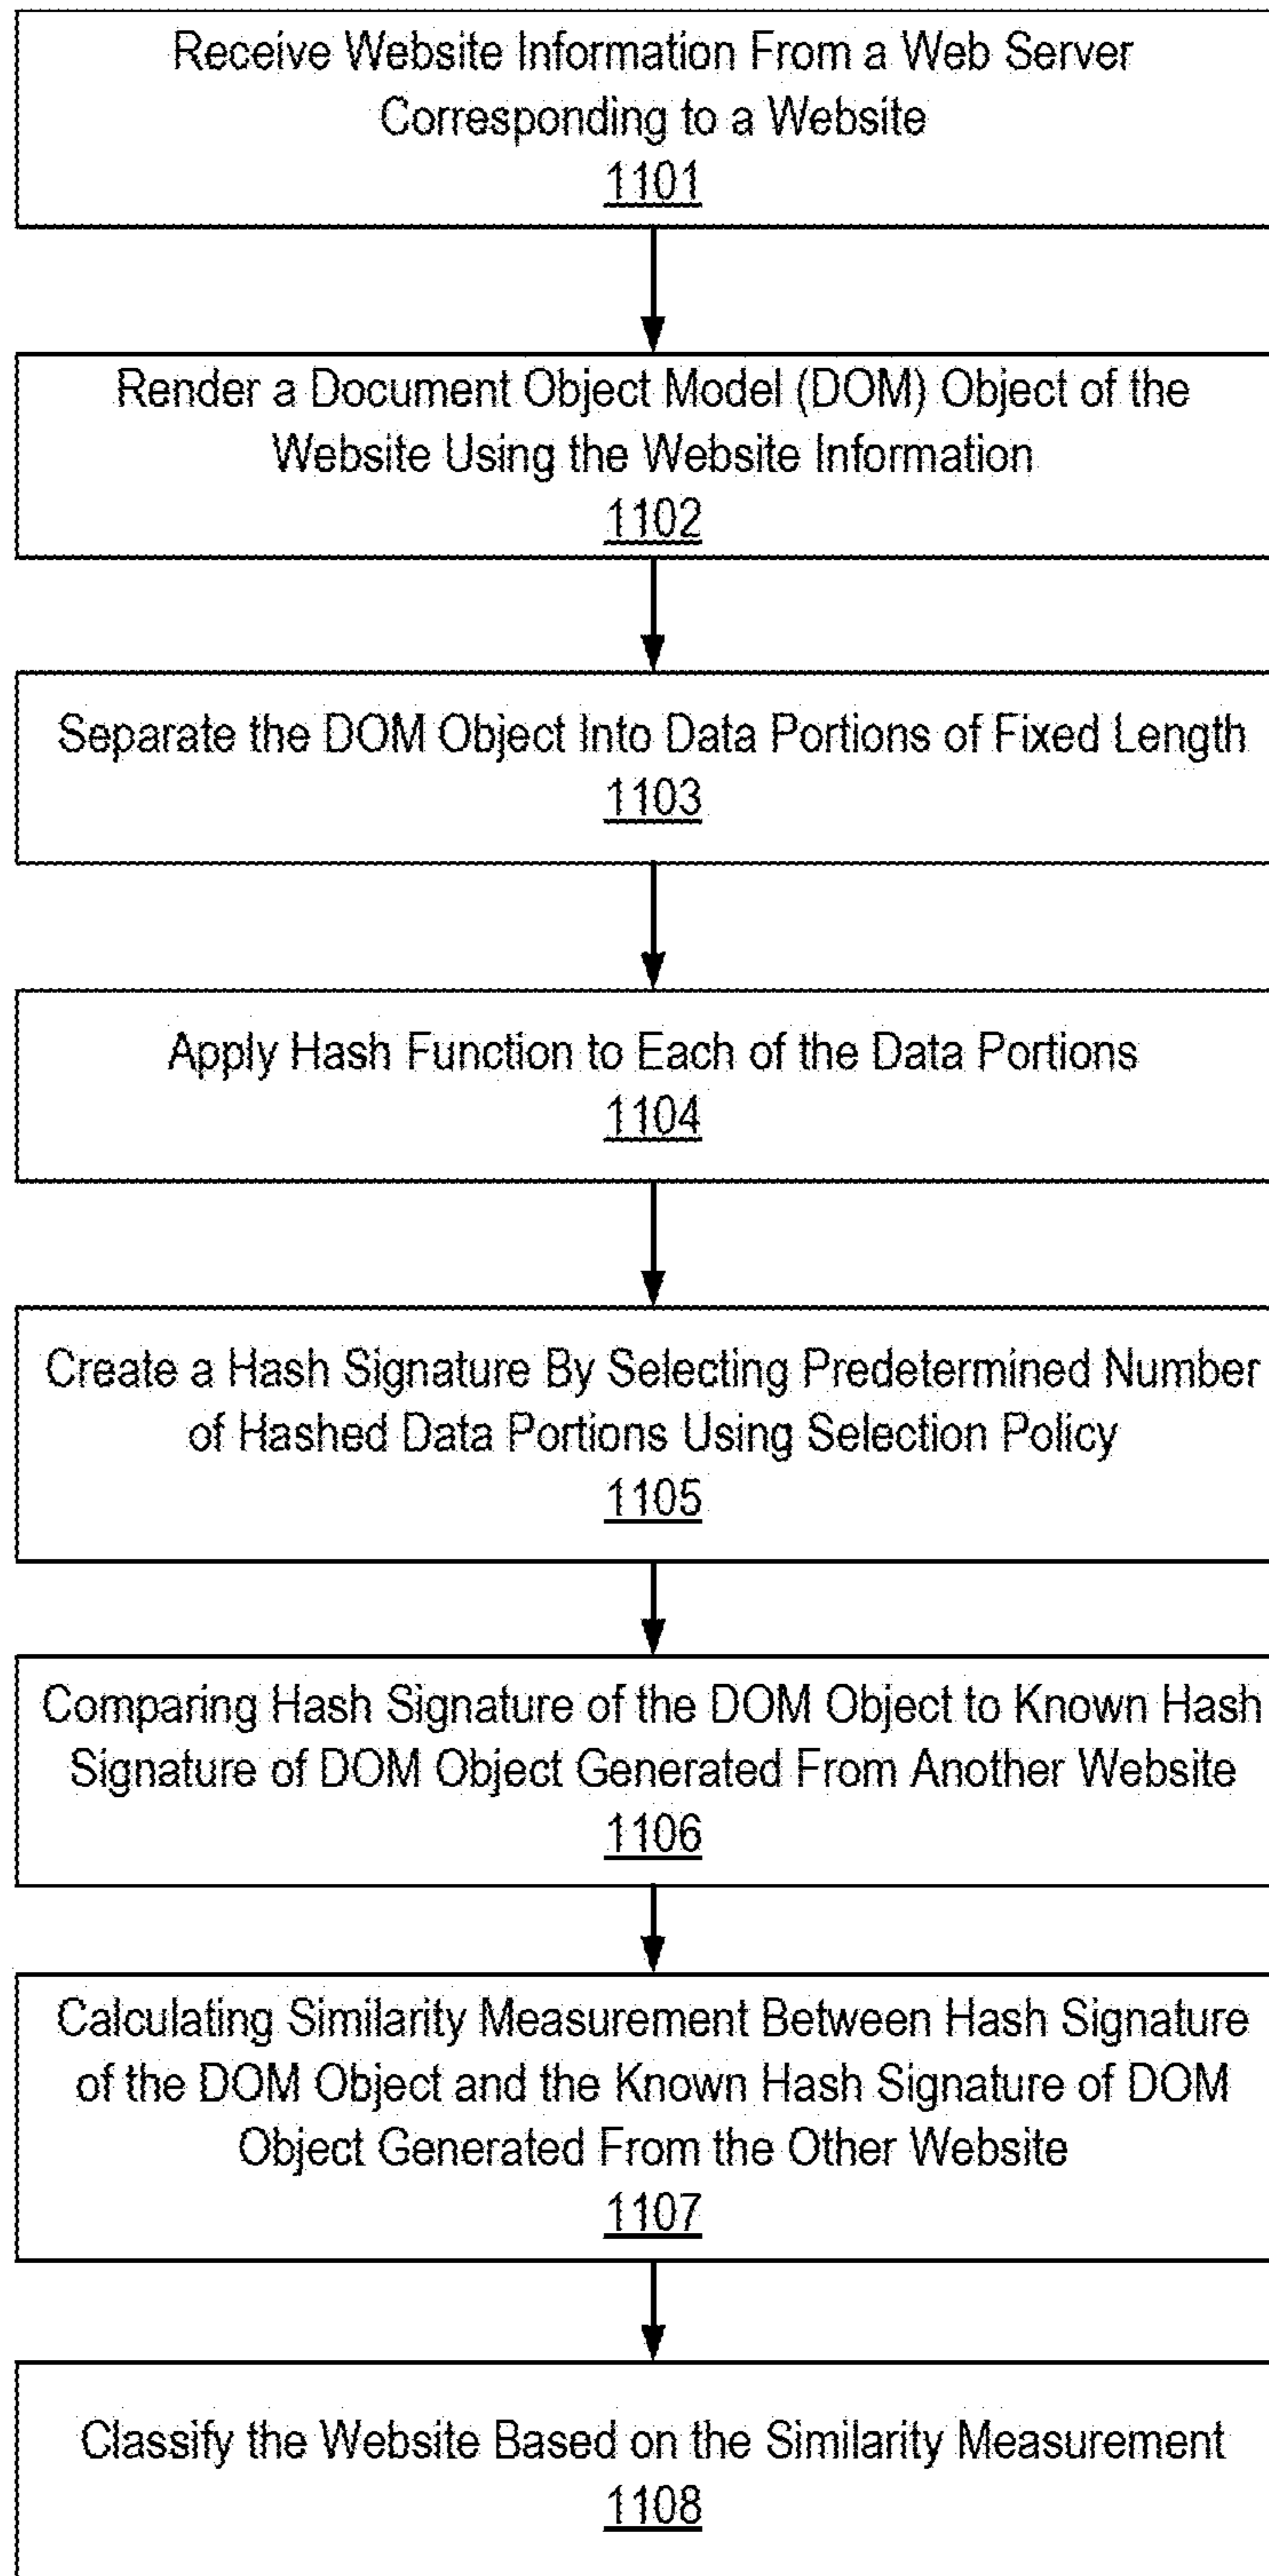 Receive Website Information From a Web Server
Corresponding to a Website
1101
Render a Document Object Model (DOM) Object of the
Website Using the Website Information
1102
Separate the DOM Object Into Data Portions of Fixed Length
1103
Apply Hash Function to Each of the Data Portions
1104
Create a Hash Signature By Selecting Predetermined Number
of Hashed Data Portions Using Selection Policy
1105
Comparing Hash Signature of the DOM Object to Known Hash
Signature of DOM Object Generated From Another Website
1106
Calculating Similarity Measurement Between Hash Signature
of the DOM Object and the Known Hash Signature of DOM
Object Generated From the Other Website
1107
Classify the Website Based on the Similarity Measurement
1108